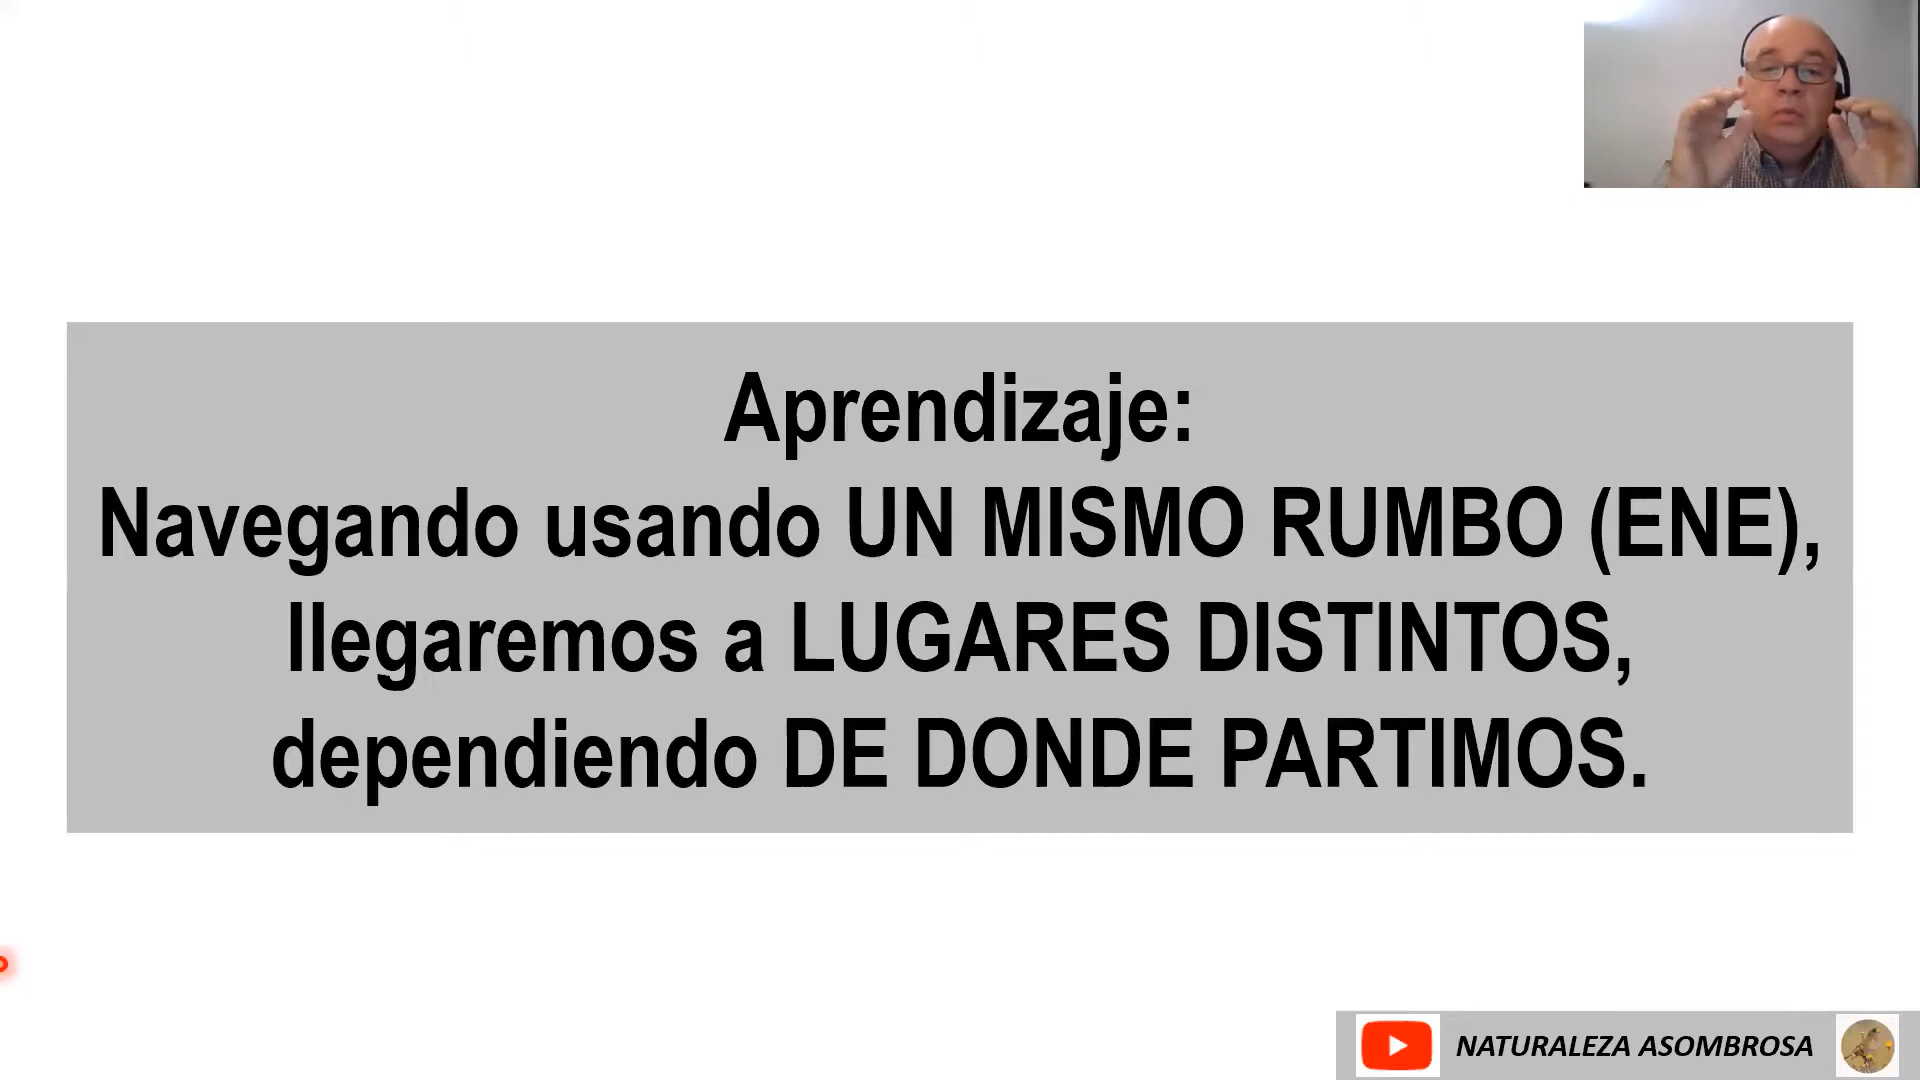 Aprendizaje:
Navegando usando UN MISMO RUMBO (ENE),
llegaremos a LUGARES DISTINTOS,
dependiendo DE DONDE PARTIMOS.
NATURALEZA ASOMBROSA